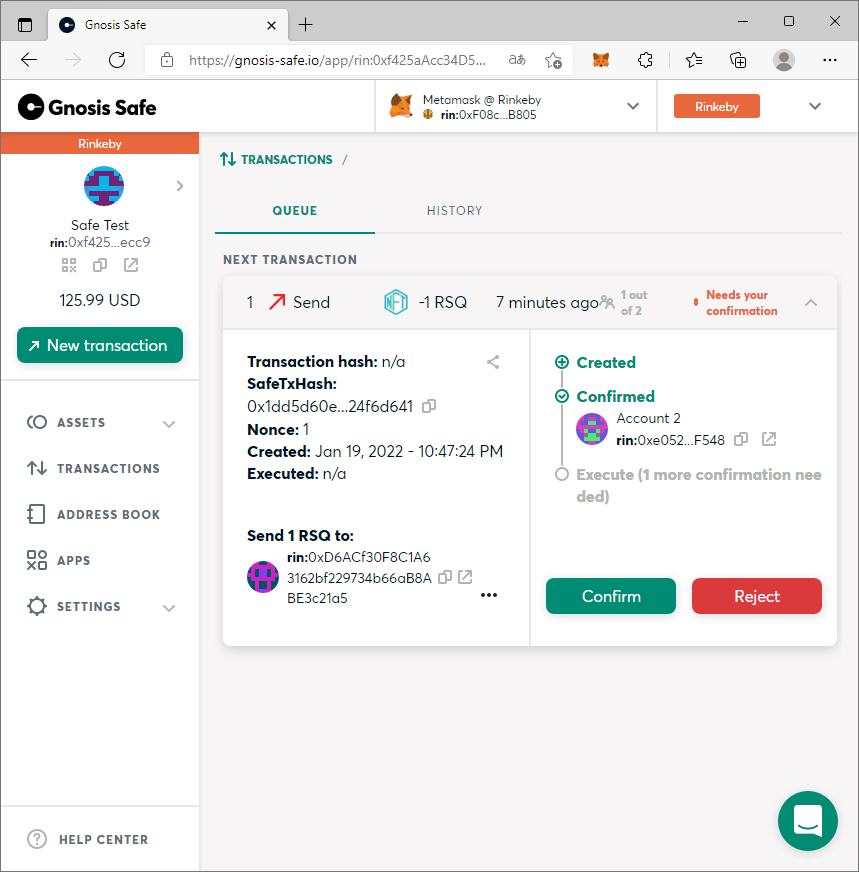 Gnosis Safe
https://gnosis-safe.io/app/rin:0xf425aAcc34D5...
aあ
Gnosis Safe
Metamask @ Rinkeby
rin:0xF08c...B805
Rinkeby
Rinkeby
Safe Test
rin:0xf425...ecc9
125.99 USD
New transaction
ASSETS
TRANSACTIONS
ADDRESS BOOK
APPS
SETTINGS
HELP CENTER
TRANSACTIONS /
QUEUE
HISTORY
NEXT TRANSACTION
1 Send NFT -1 RSQ 7 minutes ago
1 out
of 2
Needs your
confirmation
Transaction hash: n/a
SafeTxHash:
0x1dd5d60e...24f6d641
Nonce: 1
Created: Jan 19, 2022 - 10:47:24 PM
Executed: n/a
Send 1 RSQ to:
rin:0xD6ACf30F8C1A6
3162bf229734b66aB8A
BE3c21a5
Created
Confirmed
Account 2
rin:0xe052...F548
Execute (1 more confirmation nee
ded)
Confirm
Reject